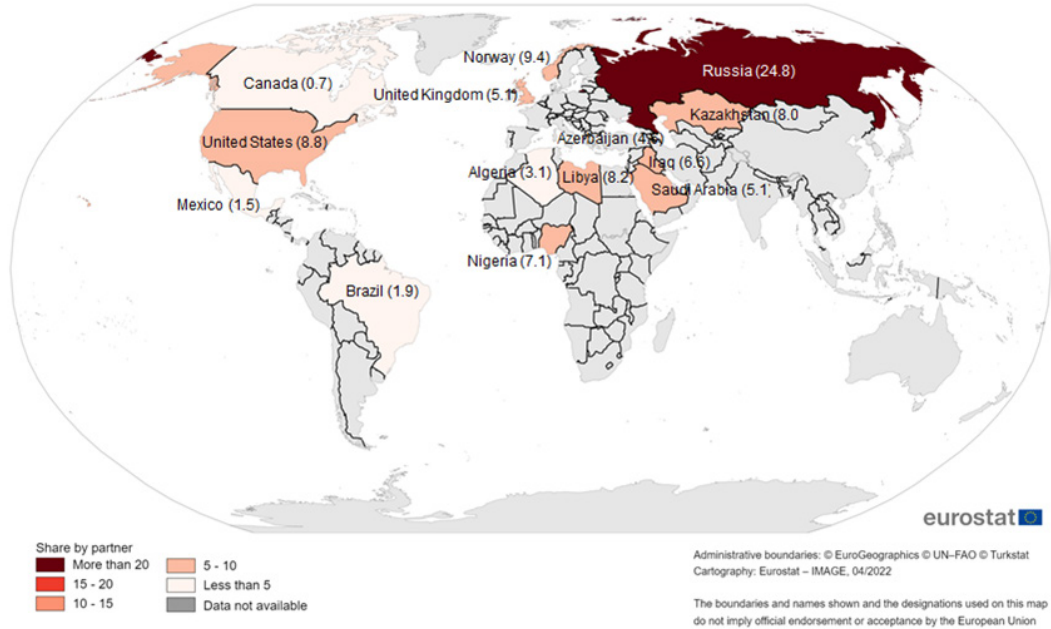 Norway (9.4)
Russia (24.8)
Canada (0.7)
United Kingdom (5.1)
Kazakhstan (8.0
United States (8.8)
Azerbaijan (4.
Iraq (6.6)
Algeria (3.1)
Libya (8.2)
Saudi Arabia (5.1
Mexico (1.5)
Nigeria (7.1)
Brazil (1.9)
eurostat
Share by partner
More than 20
15 - 20
10 - 15
5 - 10
Less than 5
Data not available
Administrative boundaries: © EuroGeographics © UN–FAO © Turkstat
Cartography: Eurostat – IMAGE, 04/2022
The boundaries and names shown and the designations used on this map
do not imply official endorsement or acceptance by the European Union